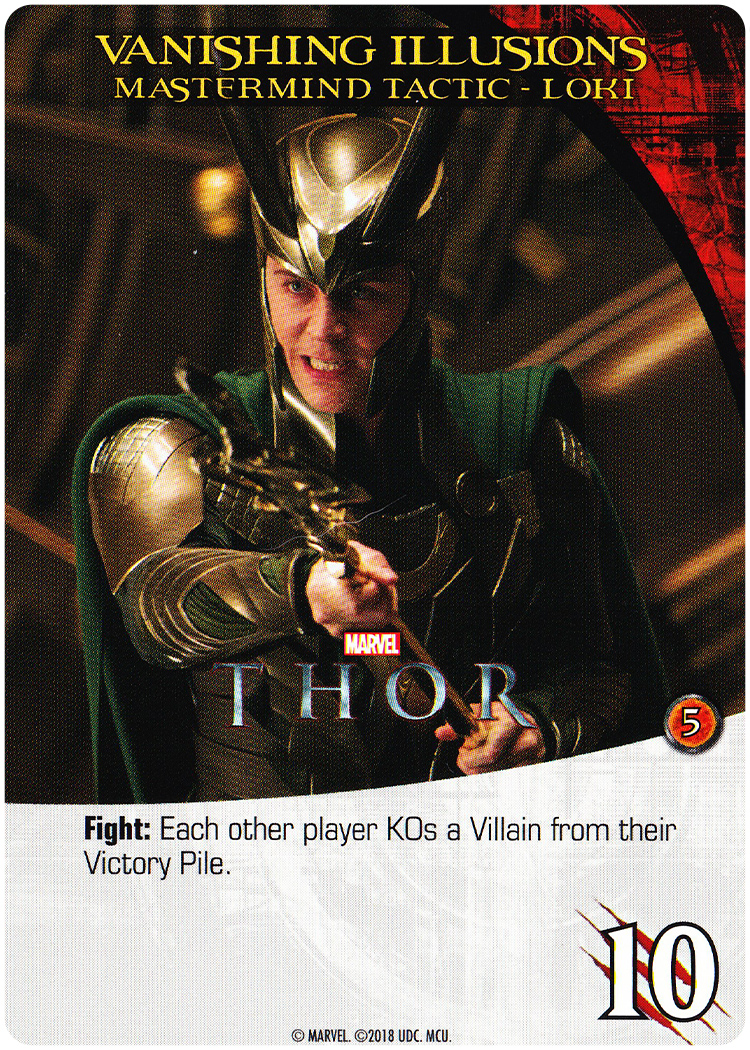 VANISHING ILLUSIONS
MASTERMIND TACTIC - LOKI
MARVEL
THOR
5
Fight: Each other player KOs a Villain from their
Victory Pile.
10
© MARVEL. ©2018 UDC. MCU.